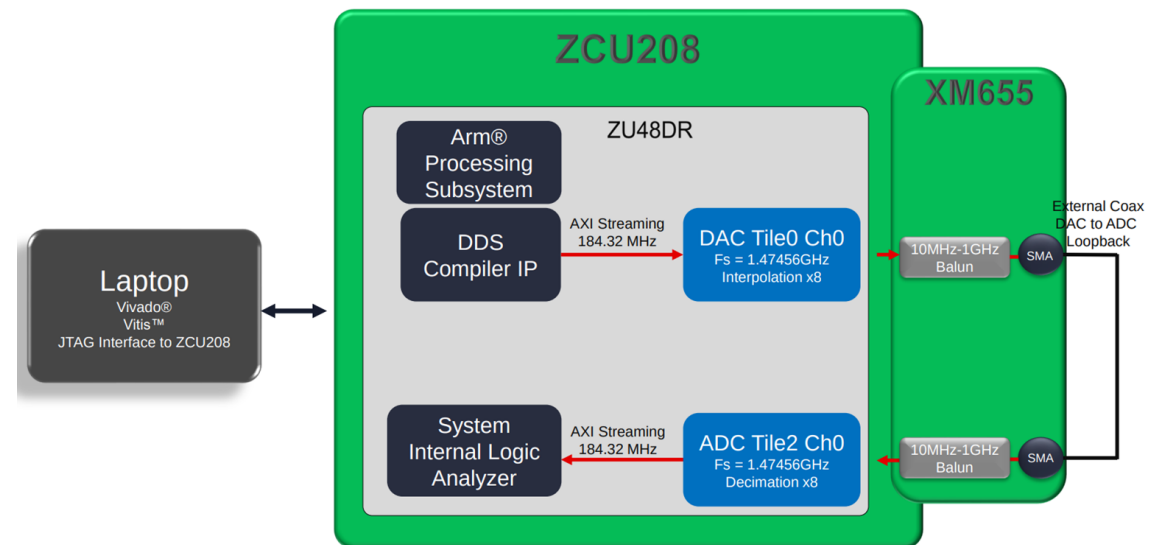 ZCU208
XM655
ZU48DR
Arm®
Processing
Subsystem
DDS
Compiler IP
AXI Streaming
184.32 MHz
DAC Tile0 Ch0
Fs = 1.47456GHz
Interpolation x8
10MHz-1GHz
Balun
SMA
External Coax
DAC to ADC
Loopback
Laptop
Vivado®
Vitis™
JTAG Interface to ZCU208
System
Internal Logic
Analyzer
AXI Streaming
184.32 MHz
ADC Tile2 Ch0
Fs = 1.47456GHz
Decimation x8
10MHz-1GHz
Balun
SMA